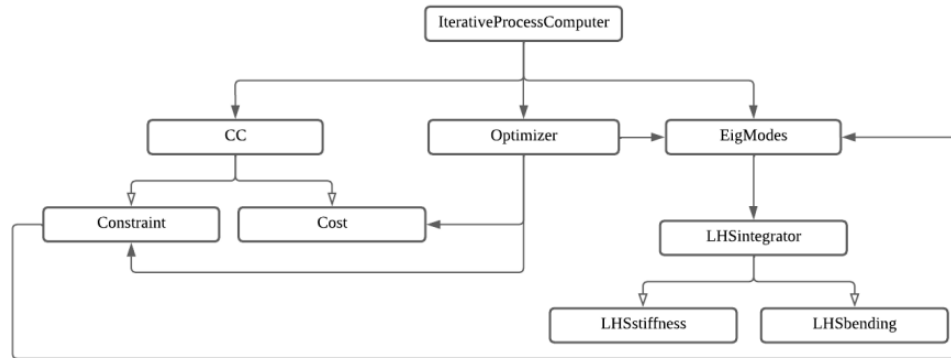 IterativeProcessComputer
CC
Optimizer
EigModes
Constraint
Cost
LHSintegrator
LHSstiffness
LHSbending